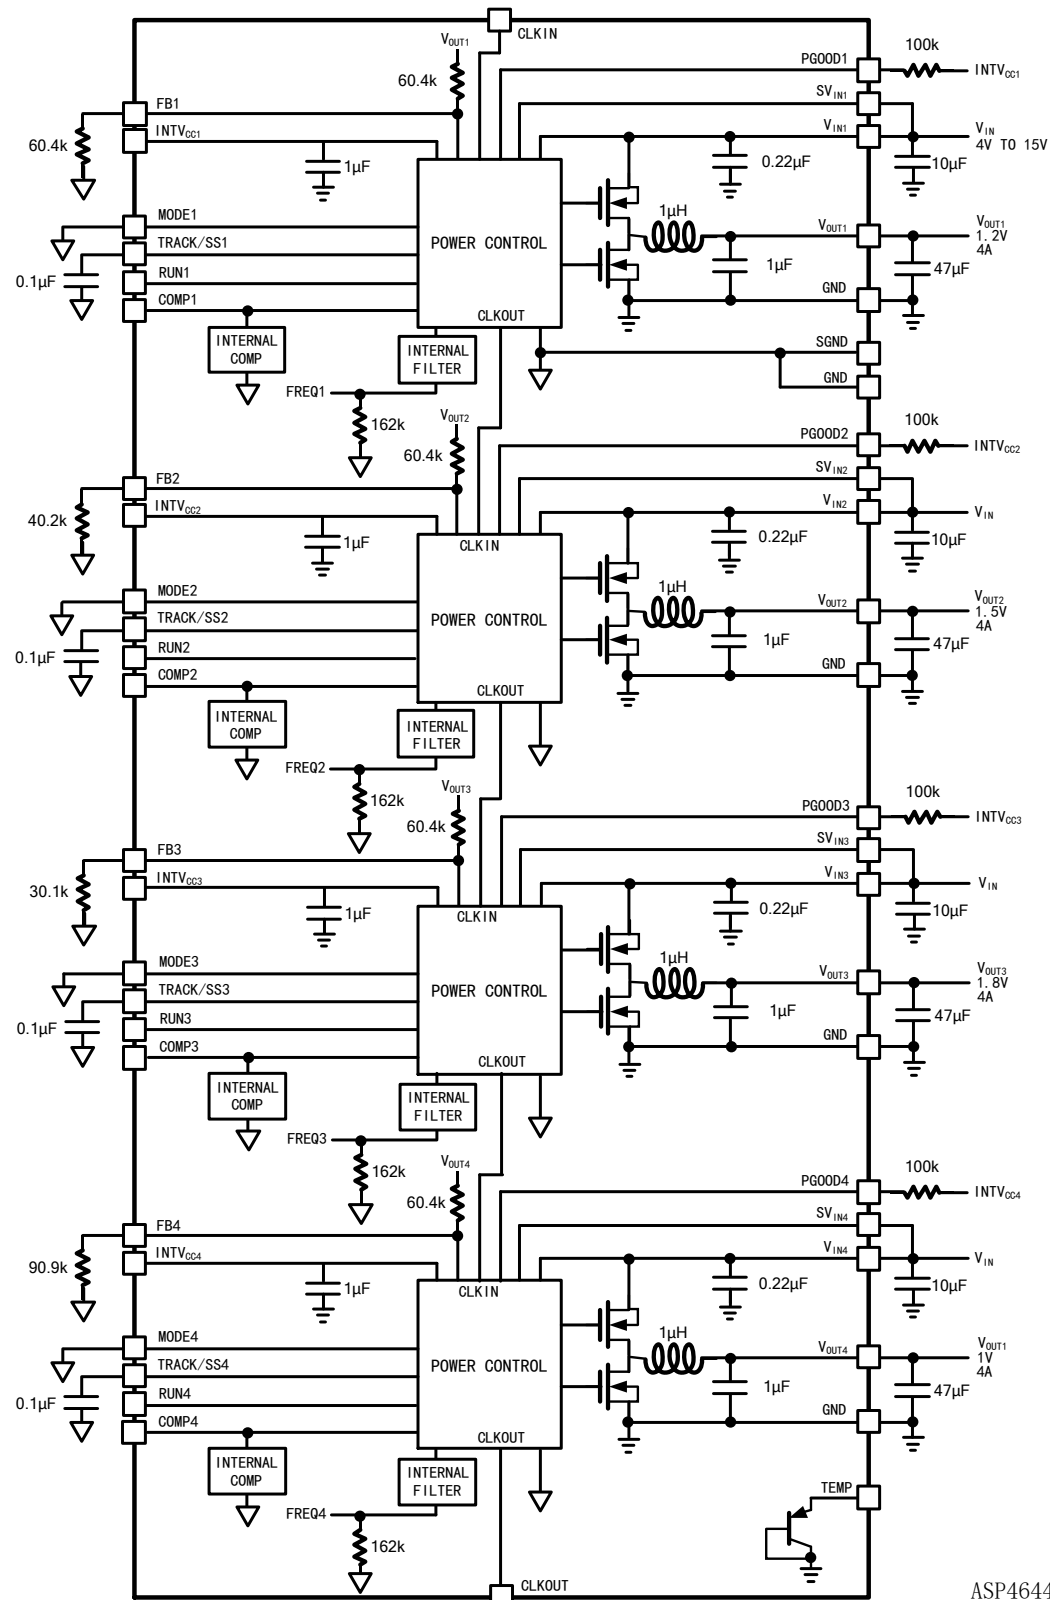 CLKIN
VOUT1
60.4k
PGOOD1
100k
INTVCC1
SVIN1
FB1
INTVCC1
60.4k
1µF
VIN1
0.22µF
VIN
4V TO 15V
10µF
MODE1
TRACK/SS1
0.1µF
RUN1
COMP1
POWER CONTROL
1µH
VOUT1
1µF
VOUT1
1.2V
4A
47µF
GND
CLKOUT
INTERNAL
COMP
INTERNAL
FILTER
SGND
GND
FREQ1
162k
VOUT2
60.4k
PGOOD2
100k
INTVCC2
SVIN2
FB2
INTVCC2
40.2k
1µF
CLKIN
VIN2
0.22µF
VIN
10µF
MODE2
TRACK/SS2
0.1µF
RUN2
COMP2
POWER CONTROL
1µH
VOUT2
1µF
VOUT2
1.5V
4A
47µF
GND
CLKOUT
INTERNAL
COMP
INTERNAL
FILTER
FREQ2
162k
VOUT3
60.4k
PGOOD3
100k
INTVCC3
SVIN3
FB3
INTVCC3
30.1k
1µF
CLKIN
VIN3
0.22µF
VIN
10µF
MODE3
TRACK/SS3
0.1µF
RUN3
COMP3
POWER CONTROL
1µH
VOUT3
1µF
VOUT3
1.8V
4A
47µF
GND
CLKOUT
INTERNAL
COMP
INTERNAL
FILTER
FREQ3
162k
VOUT4
60.4k
PGOOD4
100k
INTVCC4
SVIN4
FB4
INTVCC4
90.9k
1µF
CLKIN
VIN4
0.22µF
VIN
10µF
MODE4
TRACK/SS4
0.1µF
RUN4
COMP4
POWER CONTROL
1µH
VOUT4
1µF
VOUT1
1V
4A
47µF
GND
CLKOUT
INTERNAL
COMP
INTERNAL
FILTER
FREQ4
162k
TEMP
CLKOUT
ASP4644